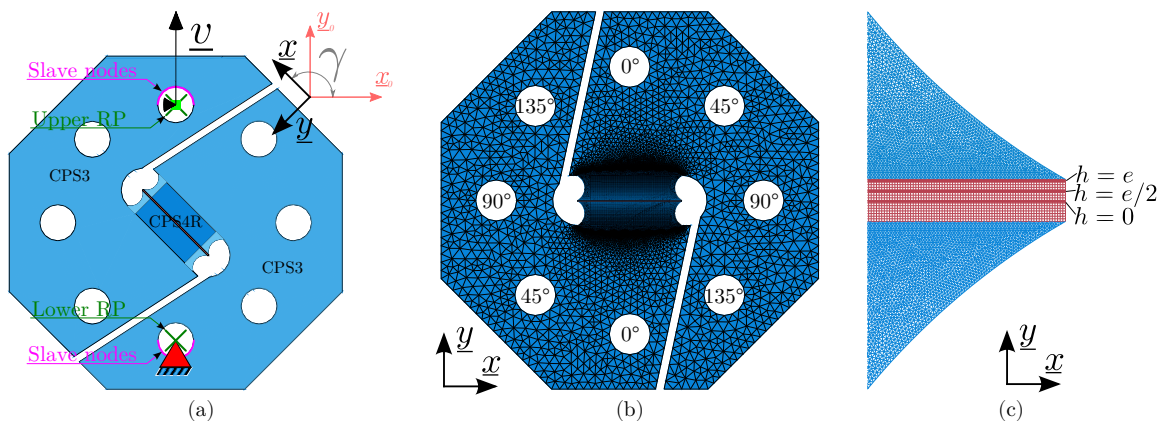 v
y₀
x
γ
x₀
y
Slave nodes
Upper RP
CPS3
CPS4R
CPS3
Lower RP
Slave nodes
(a)
0°
135°
45°
90°
90°
45°
135°
0°
y
x
(b)
h = e
h = e/2
h = 0
y
x
(c)